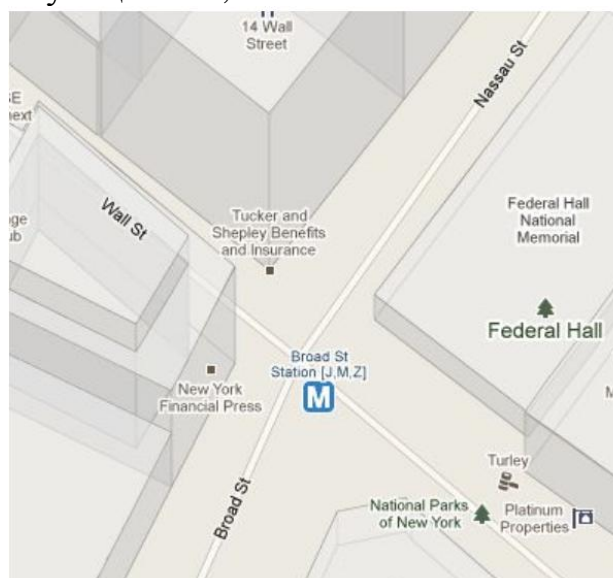 14 Wall
Street
Nassau St
Wall St
Tucker and
Shepley Benefits
and Insurance
Federal Hall
National
Memorial
Federal Hall
Broad St
Station [J,M,Z]
M
New York
Financial Press
Broad St
Turley
National Parks
of New York
Platinum
Properties